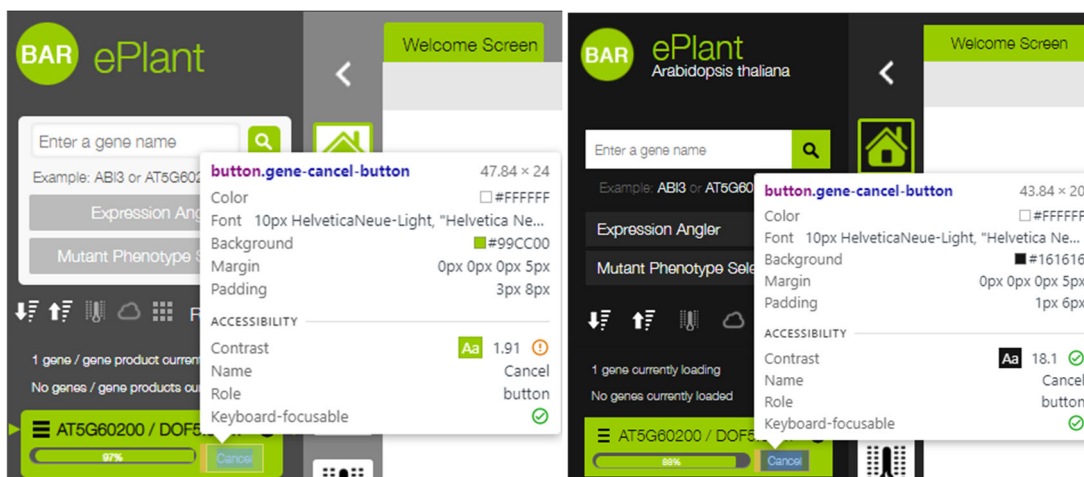 BAR ePlant
Welcome Screen
Enter a gene name
Example: ABI3 or AT5G602
Expression Ang
Mutant Phenotype S
R
1 gene / gene product current
No genes / gene products cu
AT5G60200 / DOF5
97%
Cancel
button.gene-cancel-button 47.84 × 24
Color #FFFFFF
Font 10px HelveticaNeue-Light, "Helvetica Ne...
Background #99CC00
Margin 0px 0px 0px 5px
Padding 3px 8px
ACCESSIBILITY
Contrast Aa 1.91
Name Cancel
Role button
Keyboard-focusable
BAR ePlant
Arabidopsis thaliana
Welcome Screen
Enter a gene name
Example: ABI3 or AT5G60
Expression Angler
Mutant Phenotype Sele
1 gene currently loading
No genes currently loaded
AT5G60200 / DOF5
88%
Cancel
button.gene-cancel-button 43.84 × 20
Color #FFFFFF
Font 10px HelveticaNeue-Light, "Helvetica Ne...
Background #161616
Margin 0px 0px 0px 5px
Padding 1px 6px
ACCESSIBILITY
Contrast Aa 18.1
Name Cancel
Role button
Keyboard-focusable